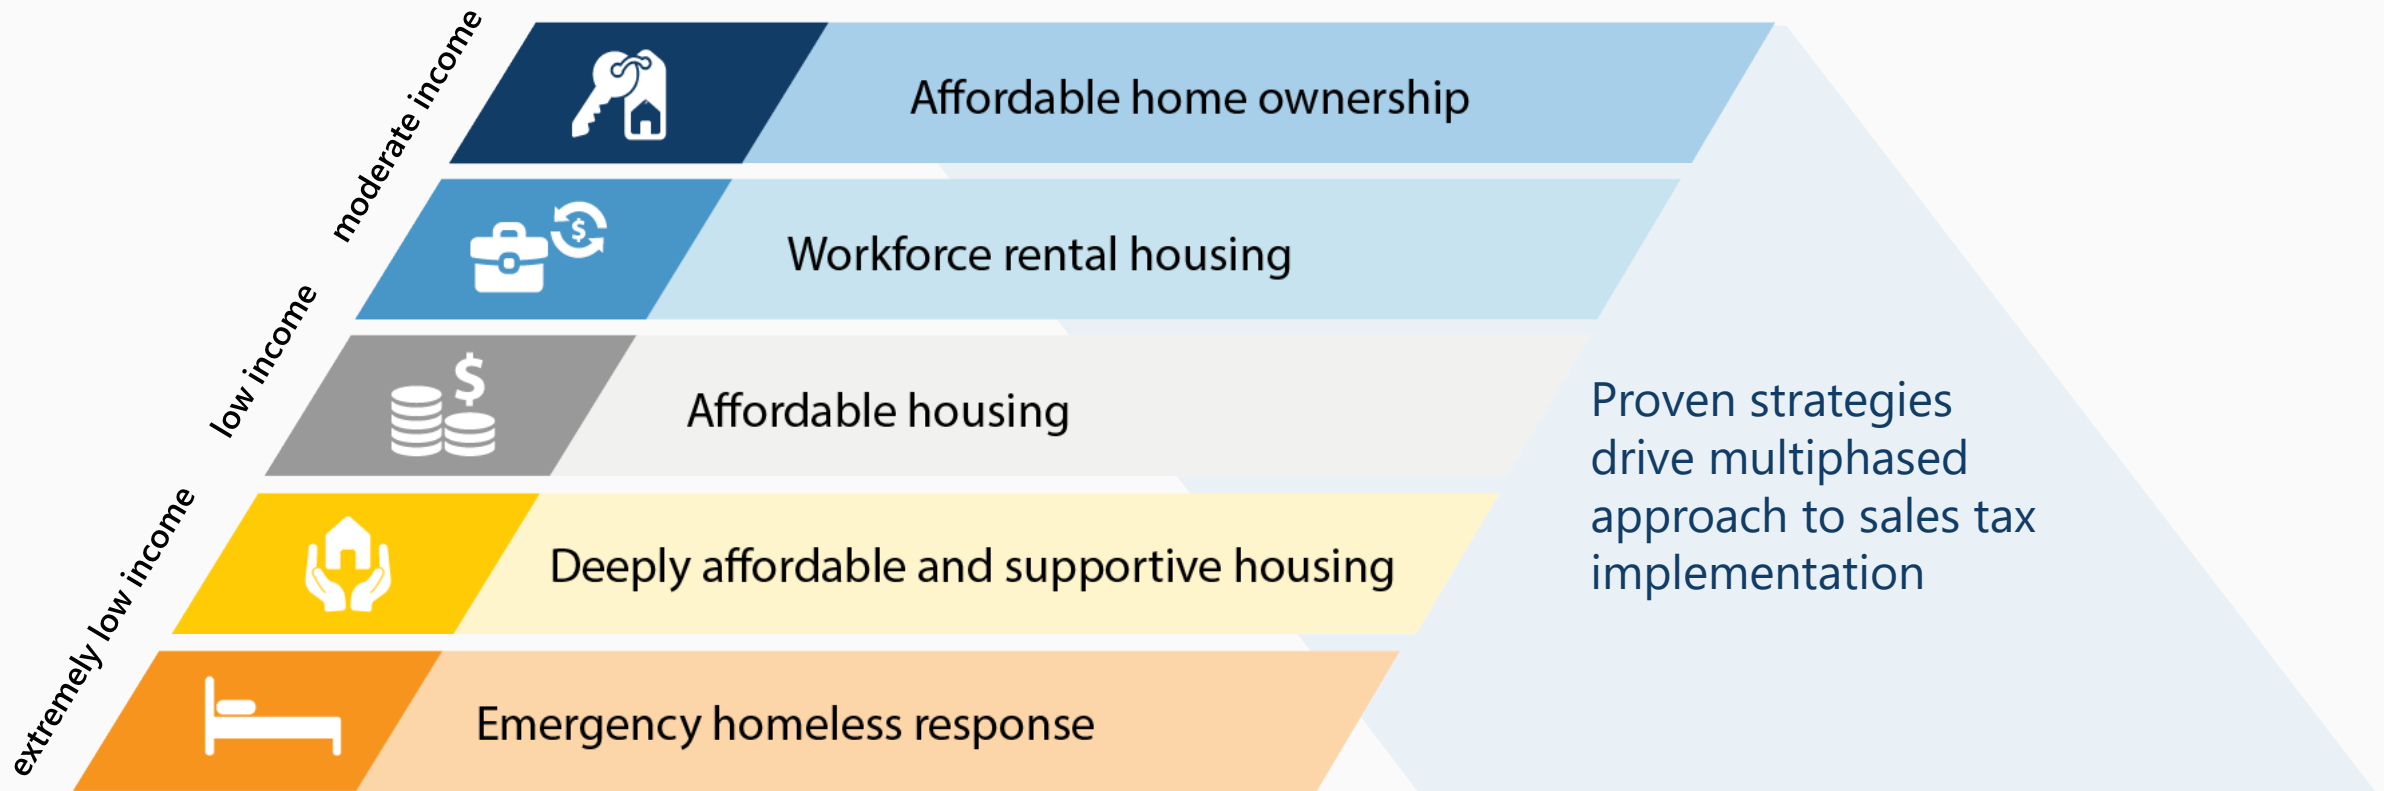 moderate income
Affordable home ownership
Workforce rental housing
low income
$
$
Affordable housing
extremely low income
Deeply affordable and supportive housing
Emergency homeless response
Proven strategies
drive multiphased
approach to sales tax
implementation